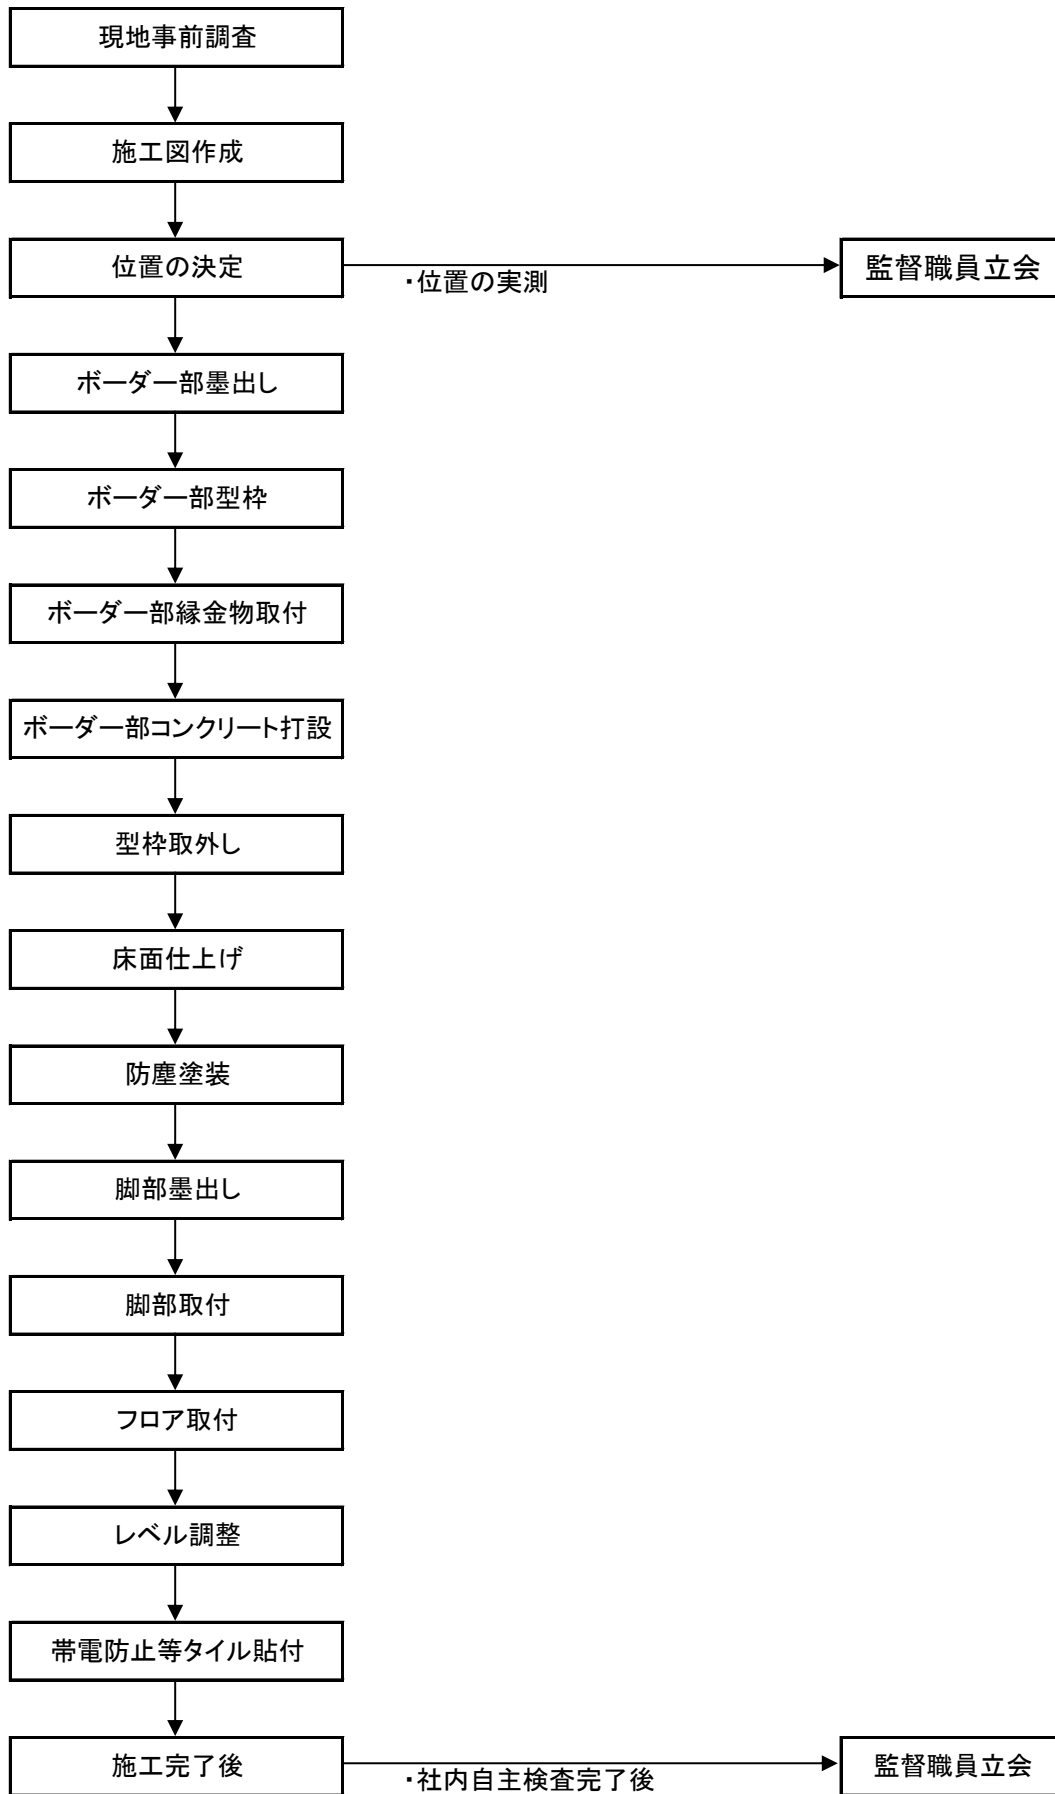 現地事前調査
施工図作成
位置の決定
・位置の実測
監督職員立会
ボーダー部墨出し
ボーダー部型枠
ボーダー部縁金物取付
ボーダー部コンクリート打設
型枠取外し
床面仕上げ
防塵塗装
脚部墨出し
脚部取付
フロア取付
レベル調整
帯電防止等タイル貼付
施工完了後
・社内自主検査完了後
監督職員立会